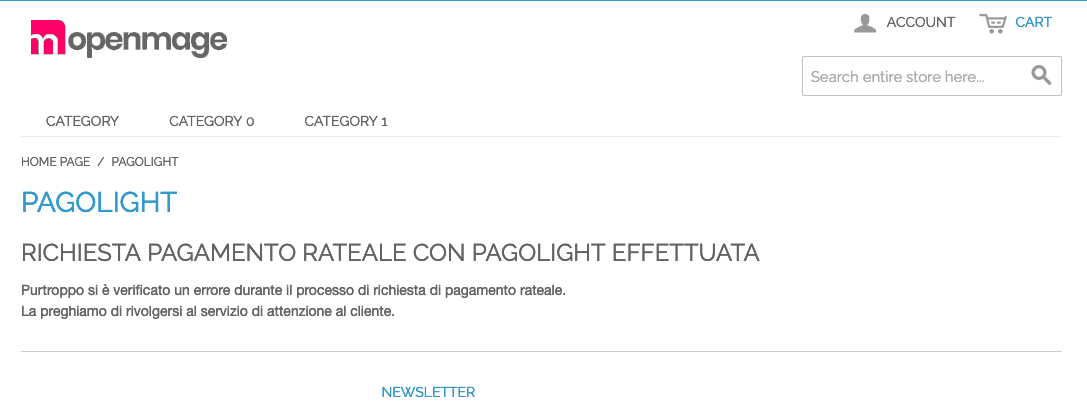 openmage
ACCOUNT
CART
Search entire store here...
CATEGORY
CATEGORY 0
CATEGORY 1
HOME PAGE / PAGOLIGHT
PAGOLIGHT
RICHIESTA PAGAMENTO RATEALE CON PAGOLIGHT EFFETTUATA
Purtroppo si è verificato un errore durante il processo di richiesta di pagamento rateale.
La preghiamo di rivolgersi al servizio di attenzione al cliente.
NEWSLETTER